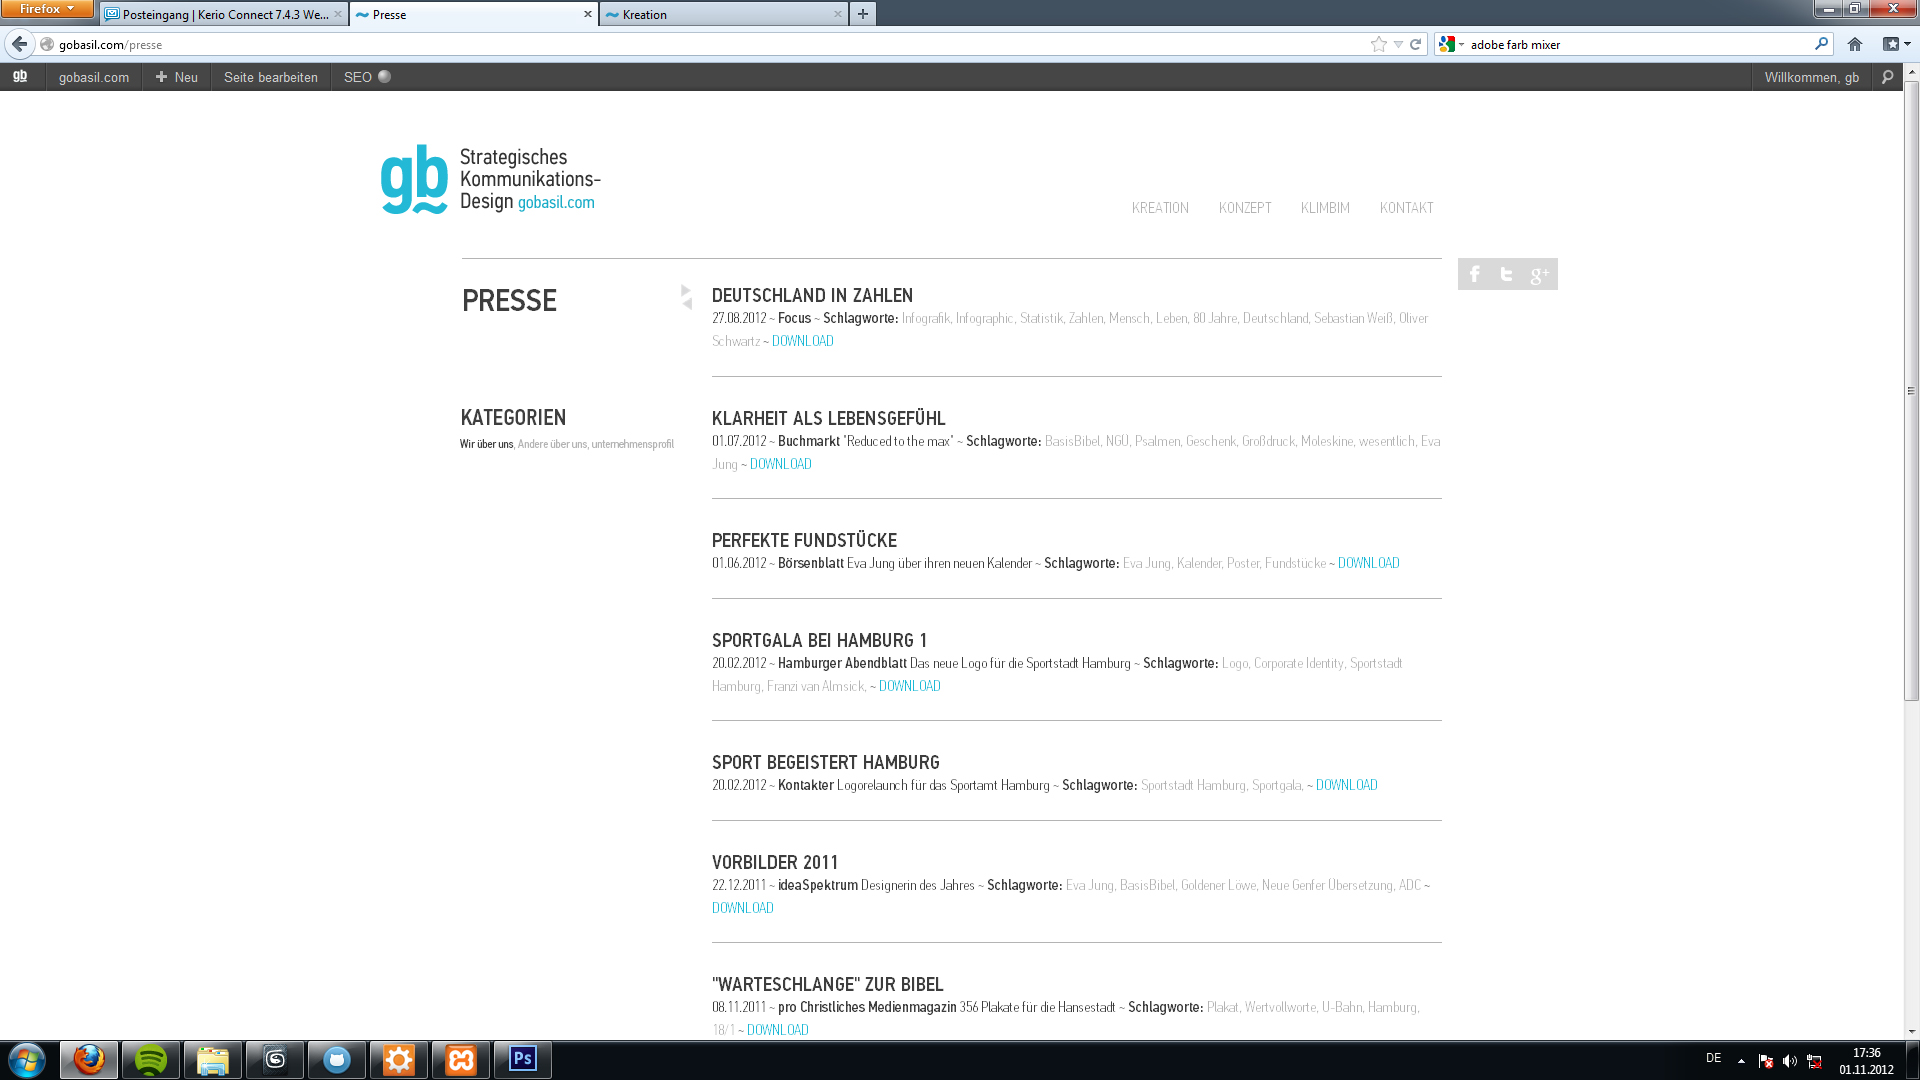 Firefox
Posteingang | Kerio Connect 7.4.3 We...
Presse
Kreation
gobasil.com/presse
adobe farb mixer
gb
gobasil.com
Neu
Seite bearbeiten
SEO
Willkommen, gb
gb
Strategisches
Kommunikations-
Design gobasil.com
KREATION
KONZEPT
KLIMBIM
KONTAKT
f
t
g+
PRESSE
KATEGORIEN
Wir über uns, Andere über uns, unternehmensprofil
DEUTSCHLAND IN ZAHLEN
27.08.2012 ~ Focus ~ Schlagworte: Infografik, Infographic, Statistik, Zahlen, Mensch, Leben, 80 Jahre, Deutschland, Sebastian Weiß, Oliver
Schwartz ~ DOWNLOAD
KLARHEIT ALS LEBENSGEFÜHL
01.07.2012 ~ Buchmarkt "Reduced to the max" ~ Schlagworte: BasisBibel, NGÜ, Psalmen, Geschenk, Großdruck, Moleskine, wesentlich, Eva
Jung ~ DOWNLOAD
PERFEKTE FUNDSTÜCKE
01.06.2012 ~ Börsenblatt Eva Jung über ihren neuen Kalender ~ Schlagworte: Eva Jung, Kalender, Poster, Fundstücke ~ DOWNLOAD
SPORTGALA BEI HAMBURG 1
20.02.2012 ~ Hamburger Abendblatt Das neue Logo für die Sportstadt Hamburg ~ Schlagworte: Logo, Corporate Identity, Sportstadt
Hamburg, Franzi van Almsick, ~ DOWNLOAD
SPORT BEGEISTERT HAMBURG
20.02.2012 ~ Kontakter Logorelaunch für das Sportamt Hamburg ~ Schlagworte: Sportstadt Hamburg, Sportgala, ~ DOWNLOAD
VORBILDER 2011
22.12.2011 ~ ideaSpektrum Designerin des Jahres ~ Schlagworte: Eva Jung, BasisBibel, Goldener Löwe, Neue Genfer Übersetzung, ADC ~
DOWNLOAD
"WARTESCHLANGE" ZUR BIBEL
08.11.2011 ~ pro Christliches Medienmagazin 356 Plakate für die Hansestadt ~ Schlagworte: Plakat, Wertvollworte, U-Bahn, Hamburg,
18/1 ~ DOWNLOAD
Ps
DE
17:36
01.11.2012